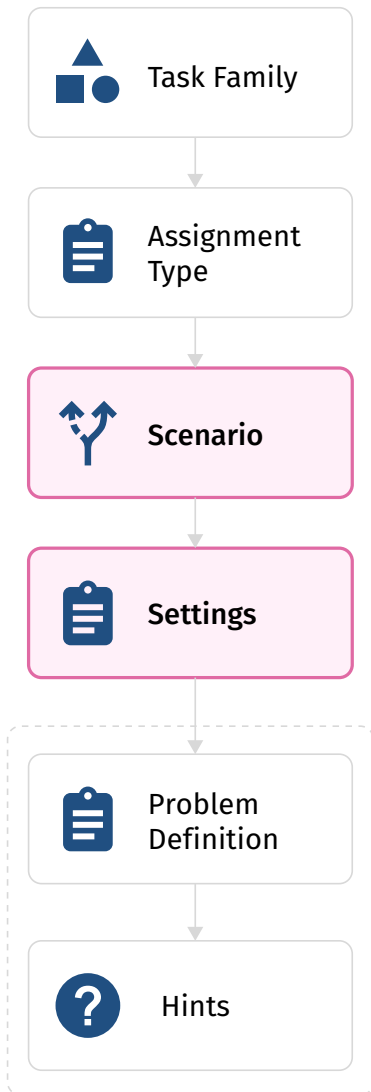 Task Family
Assignment
Type
Scenario
Settings
Problem
Definition
?
Hints